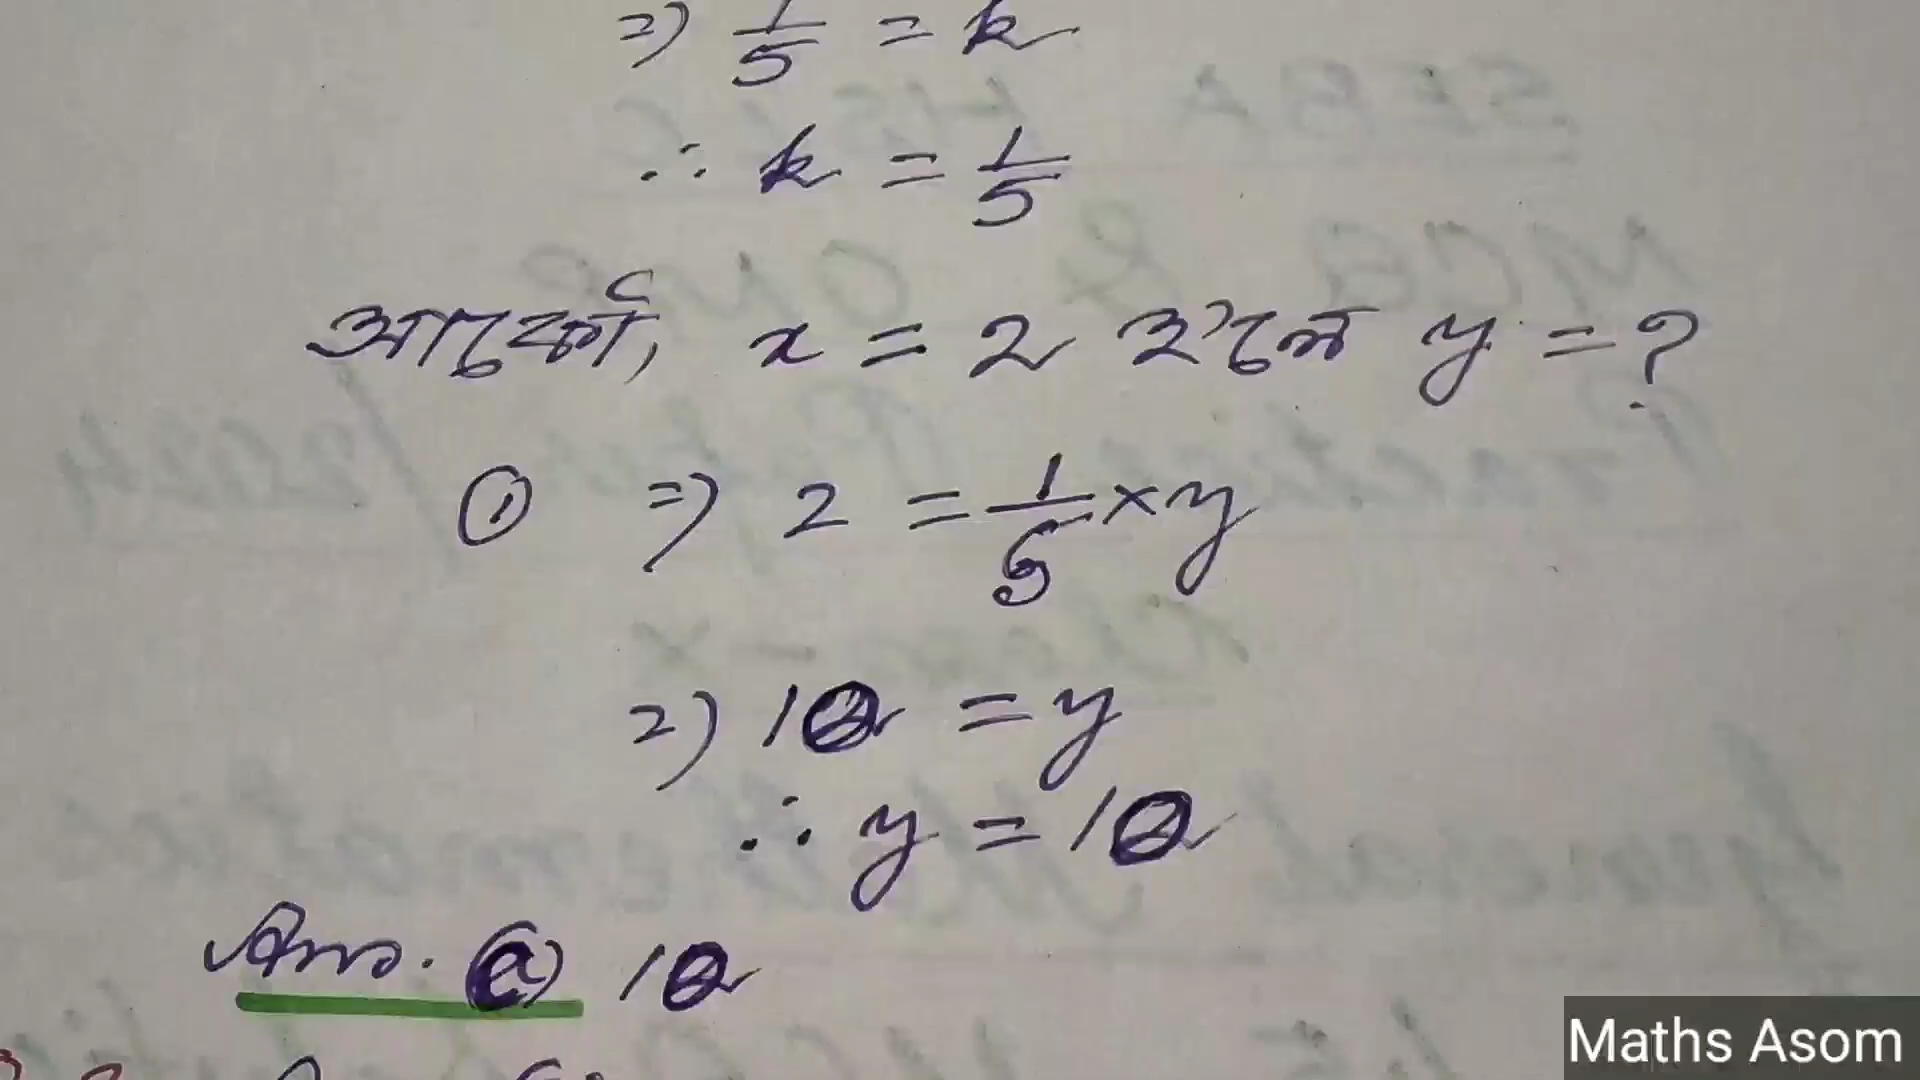 ⇒ 1/5 = k
∴ k = 1/5
আকৌ, x = 2 হ'লে y = ?
① ⇒ 2 = 1/5 × y
⇒ 10 = y
∴ y = 10
Ans. (c) 10
Maths Asom